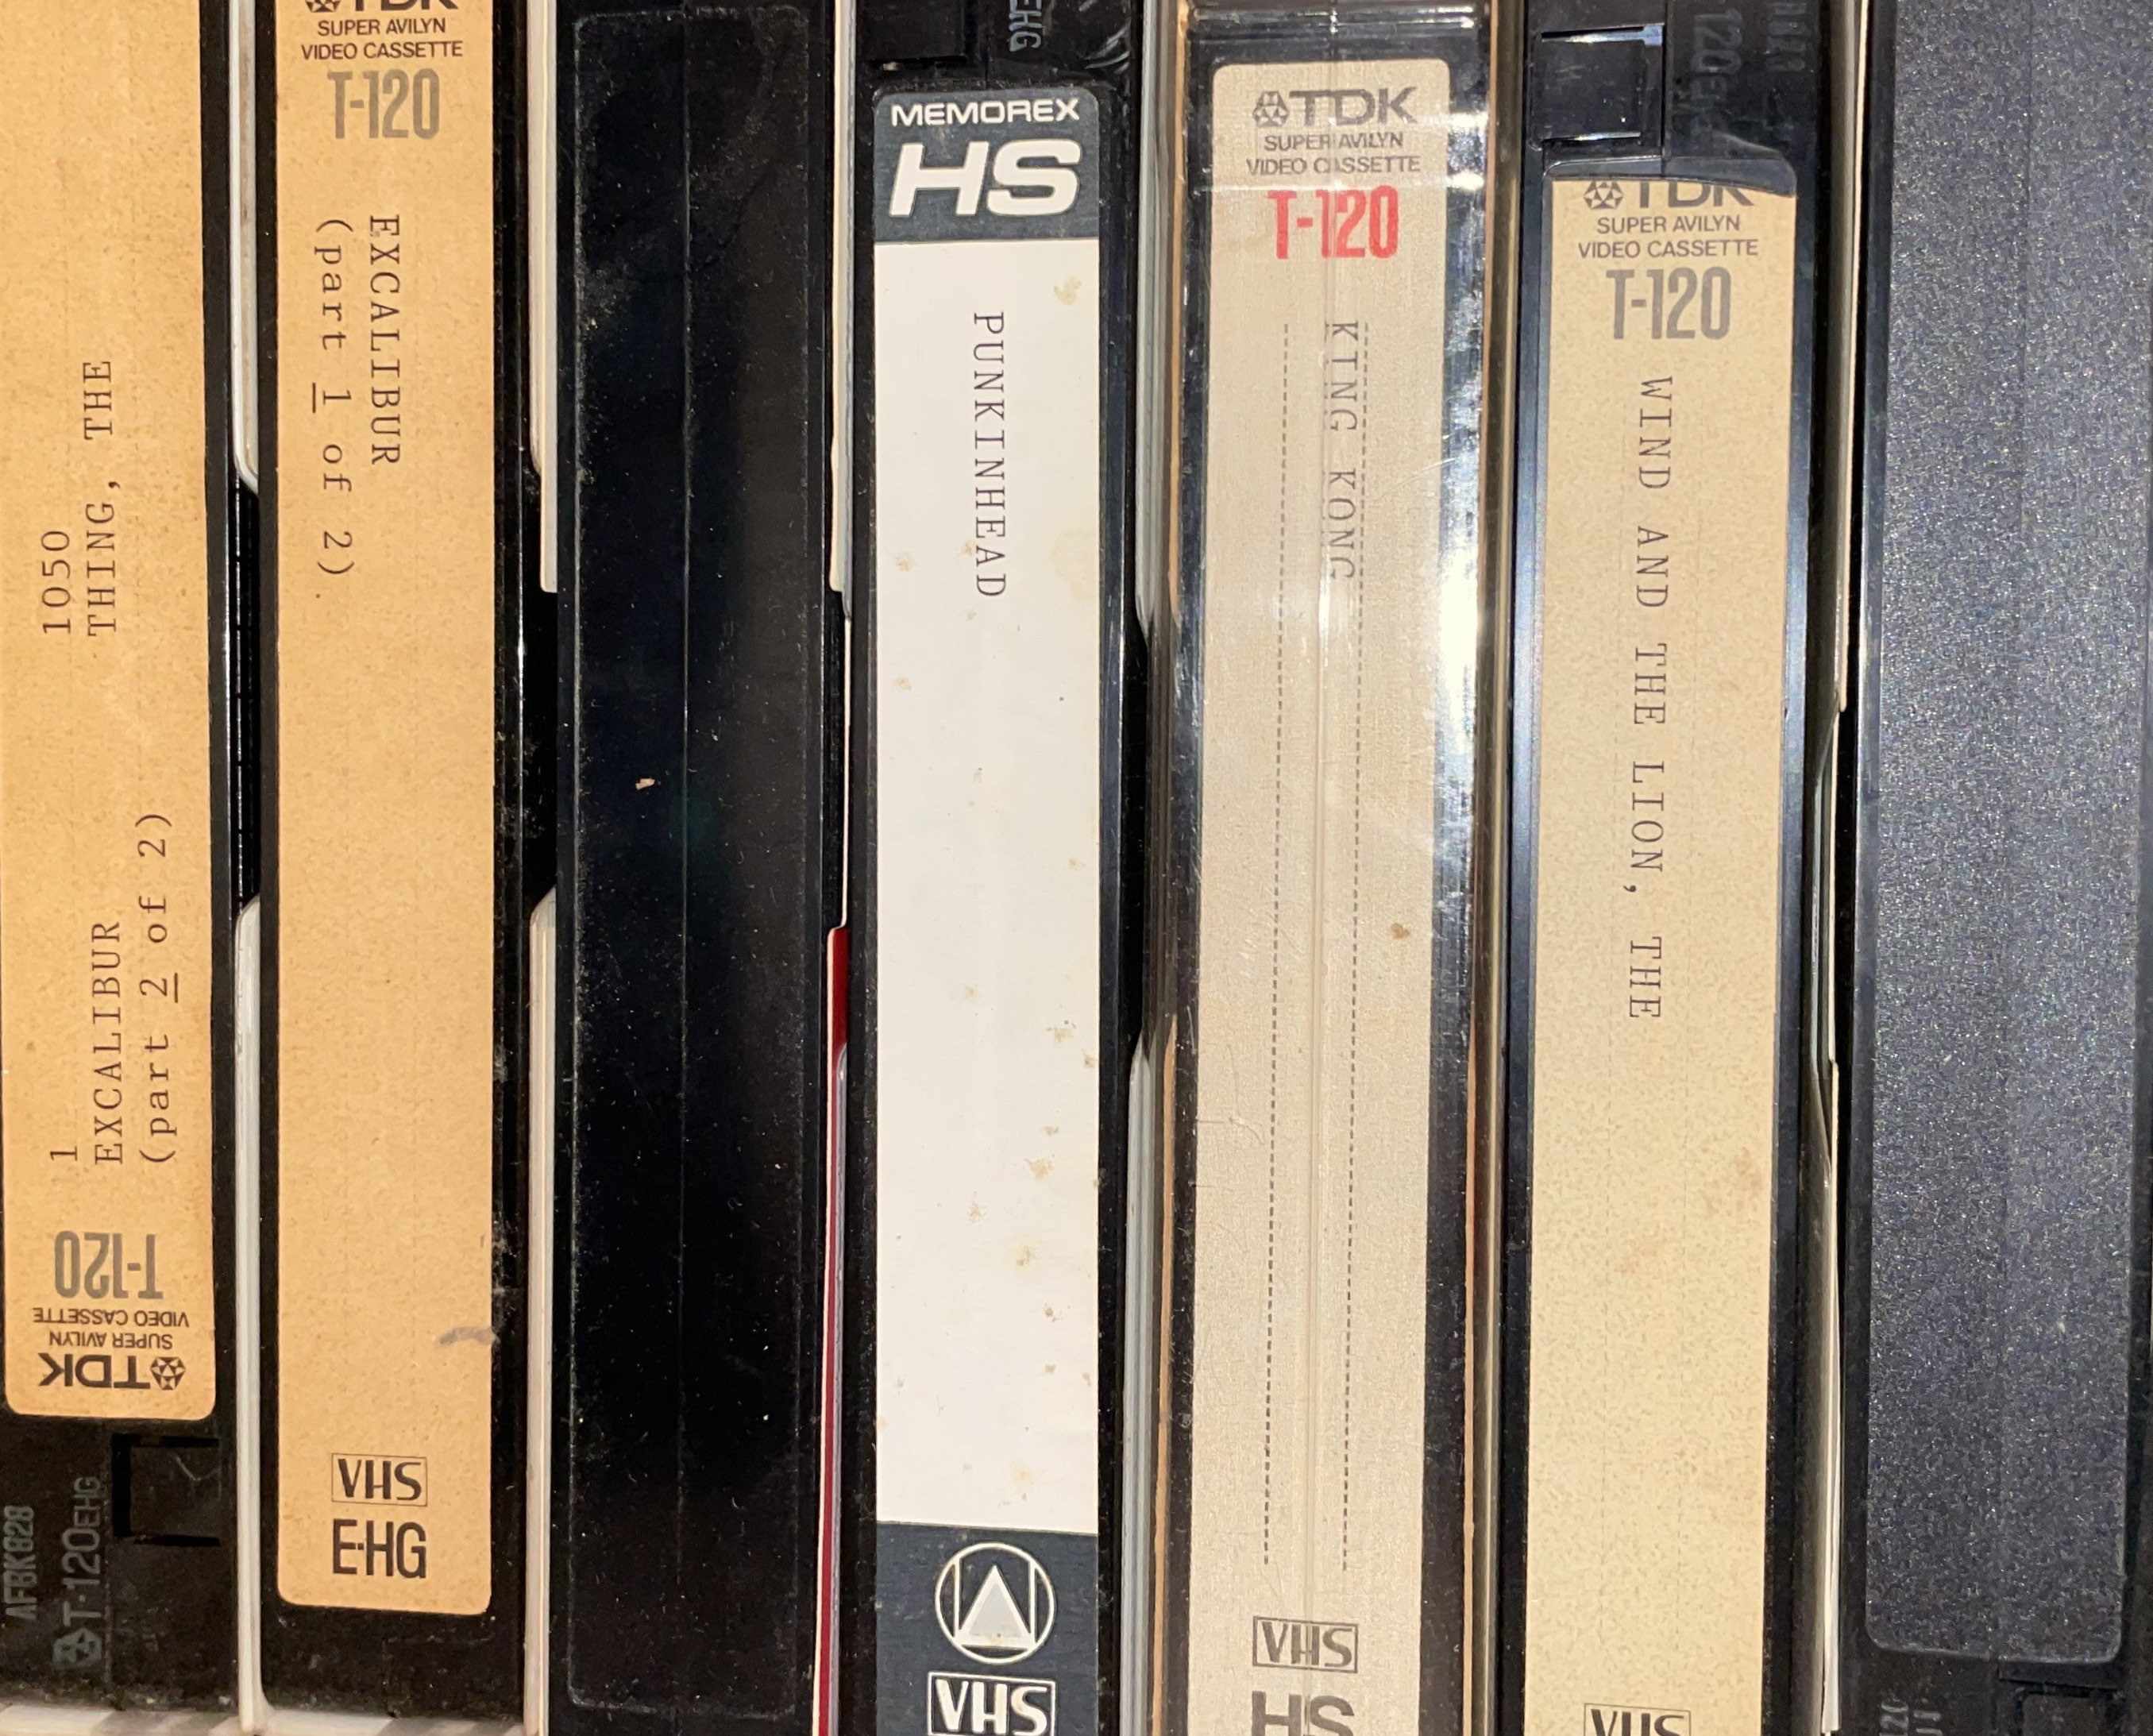 1050
THING, THE
1
EXCALIBUR
(part 2 of 2)
T-120
VIDEO CASSETTE
SUPER AVILYN
TDK
AFBK828
T-120EHG
TDK
SUPER AVILYN
VIDEO CASSETTE
T-120
EXCALIBUR
(part 1 of 2).
VHS
E-HG
EHG
MEMOREX
HS
PUNKINHEAD
VHS
TDK
SUPER AVILYN
VIDEO CASSETTE
T-120
KING KONG
VHS
HS
TDK
SUPER AVILYN
VIDEO CASSETTE
T-120
WIND AND THE LION, THE
VHS